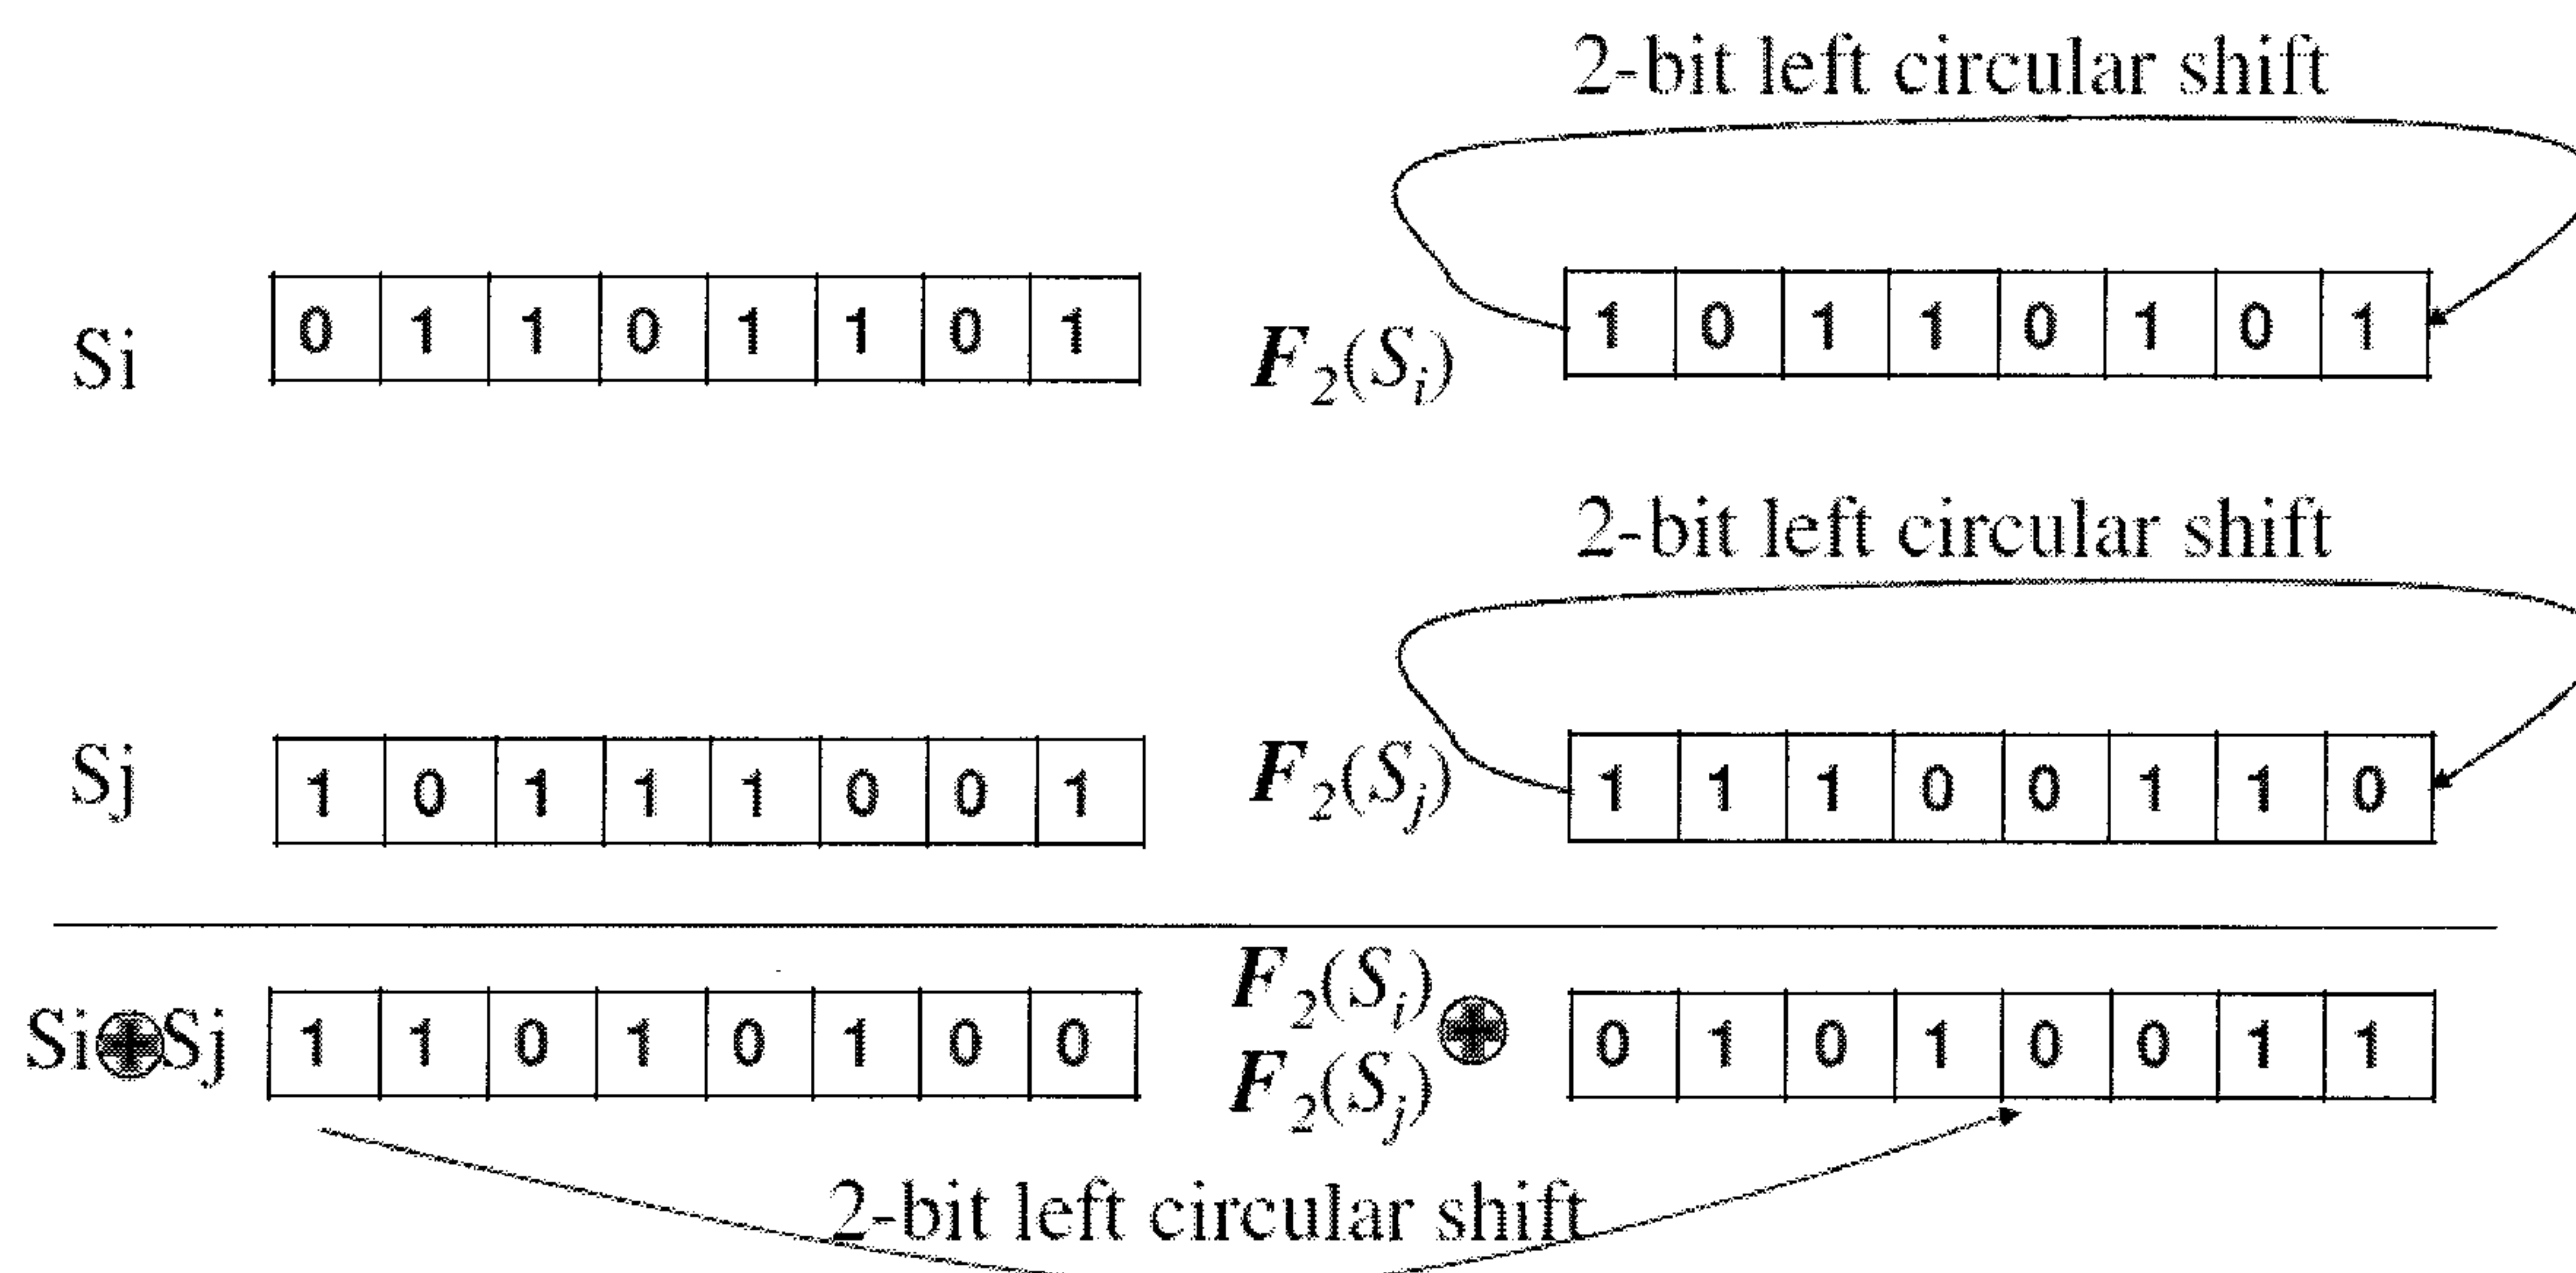 2-bit left circular shift
Si 0 1 1 0 1 1 0 1 F2(Si) 1 0 1 1 0 1 0 1
2-bit left circular shift
Sj 1 0 1 1 1 0 0 1 F2(Sj) 1 1 1 0 0 1 1 0
Si⊕Sj 1 1 0 1 0 1 0 0 F2(Si)⊕ 0 1 0 1 0 0 1 1
F2(Sj)
2-bit left circular shift